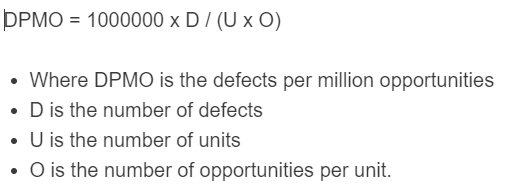 DPMO = 1000000 x D / (U x O)
• Where DPMO is the defects per million opportunities
• D is the number of defects
• U is the number of units
• O is the number of opportunities per unit.